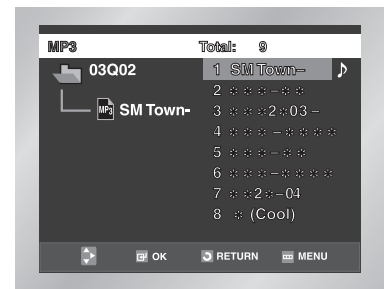 MP3 Total: 9
03Q02
MP3 SM Town-
1 SM Town–
2 ✲✲✲–✲✲
3 ✲✲✲2✲03 –
4 ✲✲✲–✲✲✲✲
5 ✲✲✲–✲✲
6 ✲✲✲–✲✲✲✲
7 ✲✲2✲–04
8 ✲ (Cool)
OK RETURN MENU